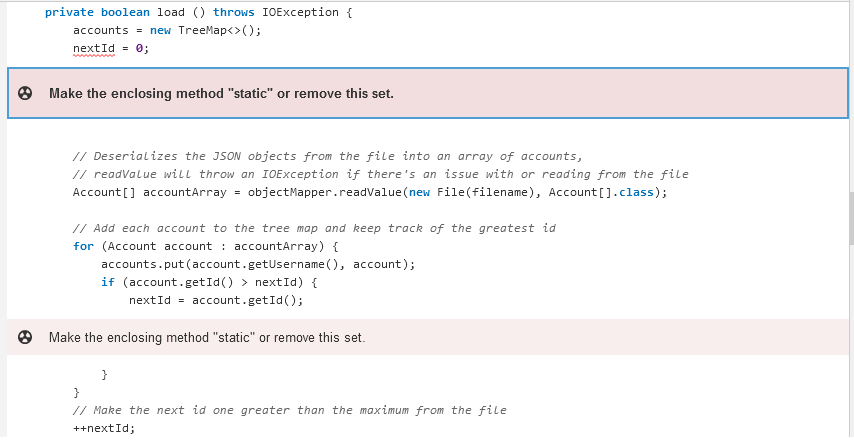 private boolean load () throws IOException {
accounts = new TreeMap<>();
nextId = 0;
Make the enclosing method "static" or remove this set.
// Deserializes the JSON objects from the file into an array of accounts,
// readValue will throw an IOException if there's an issue with or reading from the file
Account[] accountArray = objectMapper.readValue(new File(filename), Account[].class);
// Add each account to the tree map and keep track of the greatest id
for (Account account : accountArray) {
accounts.put(account.getUsername(), account);
if (account.getId() > nextId) {
nextId = account.getId();
Make the enclosing method "static" or remove this set.
}
}
// Make the next id one greater than the maximum from the file
++nextId;